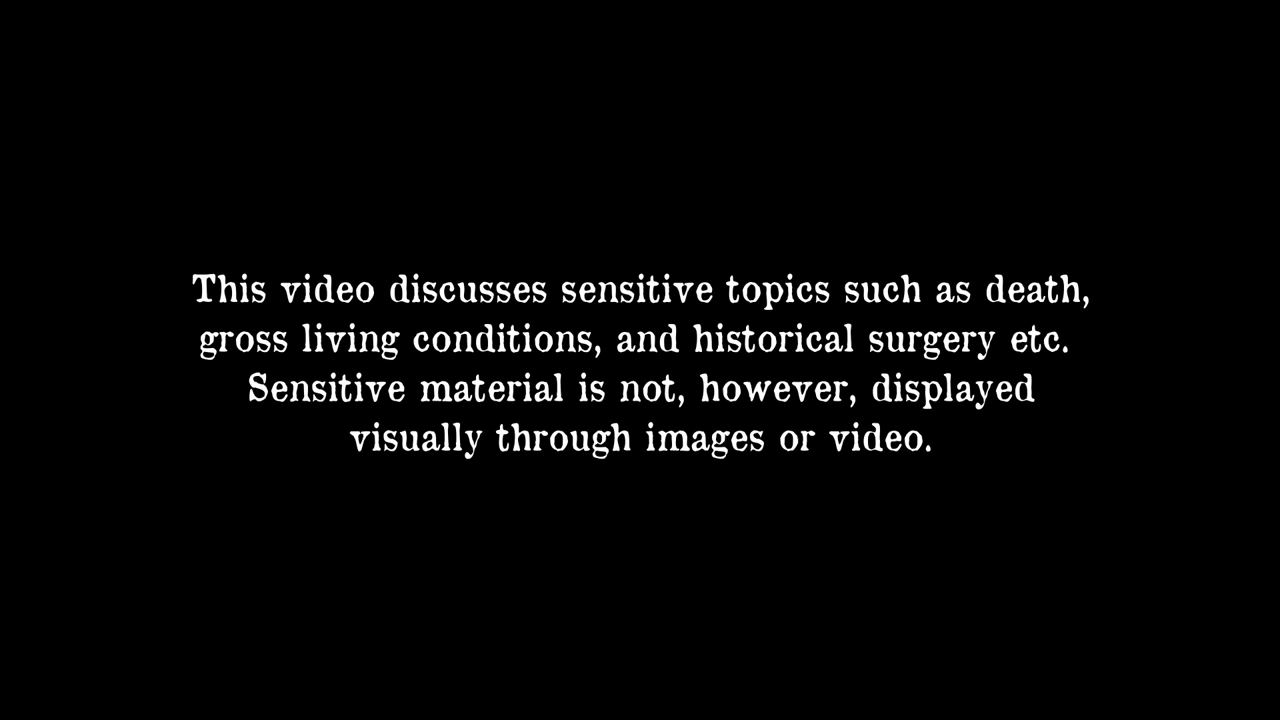 This video discusses sensitive topics such as death,
gross living conditions, and historical surgery etc.
Sensitive material is not, however, displayed
visually through images or video.